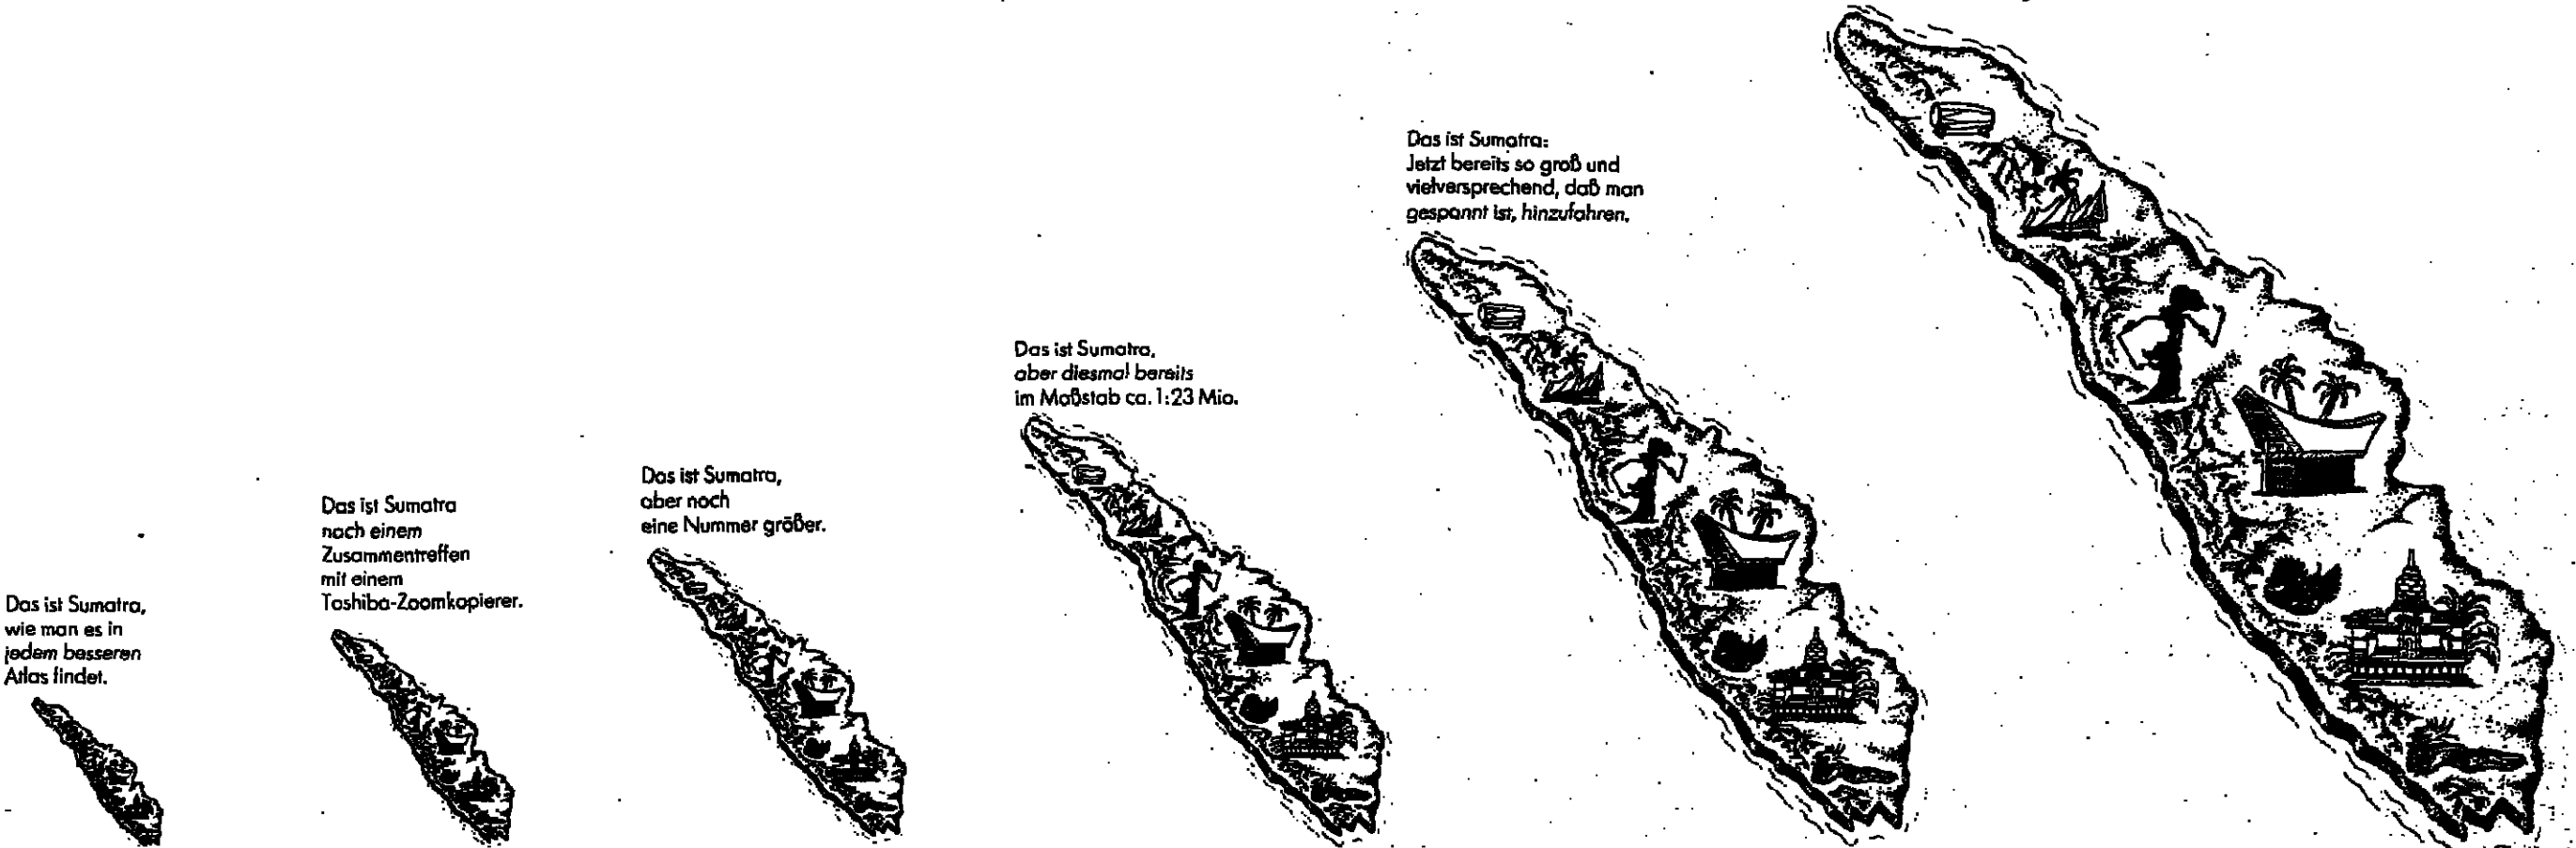 Das ist Sumatra,
wie man es in
jedem besseren
Atlas findet.
Das ist Sumatra
nach einem
Zusammentreffen
mit einem
Toshiba-Zoomkopierer.
Das ist Sumatra,
aber noch
eine Nummer größer.
Das ist Sumatra,
aber diesmal bereits
im Maßstab ca. 1:23 Mio.
Das ist Sumatra:
Jetzt bereits so groß und
vielversprechend, daß man
gespannt ist, hinzufahren.